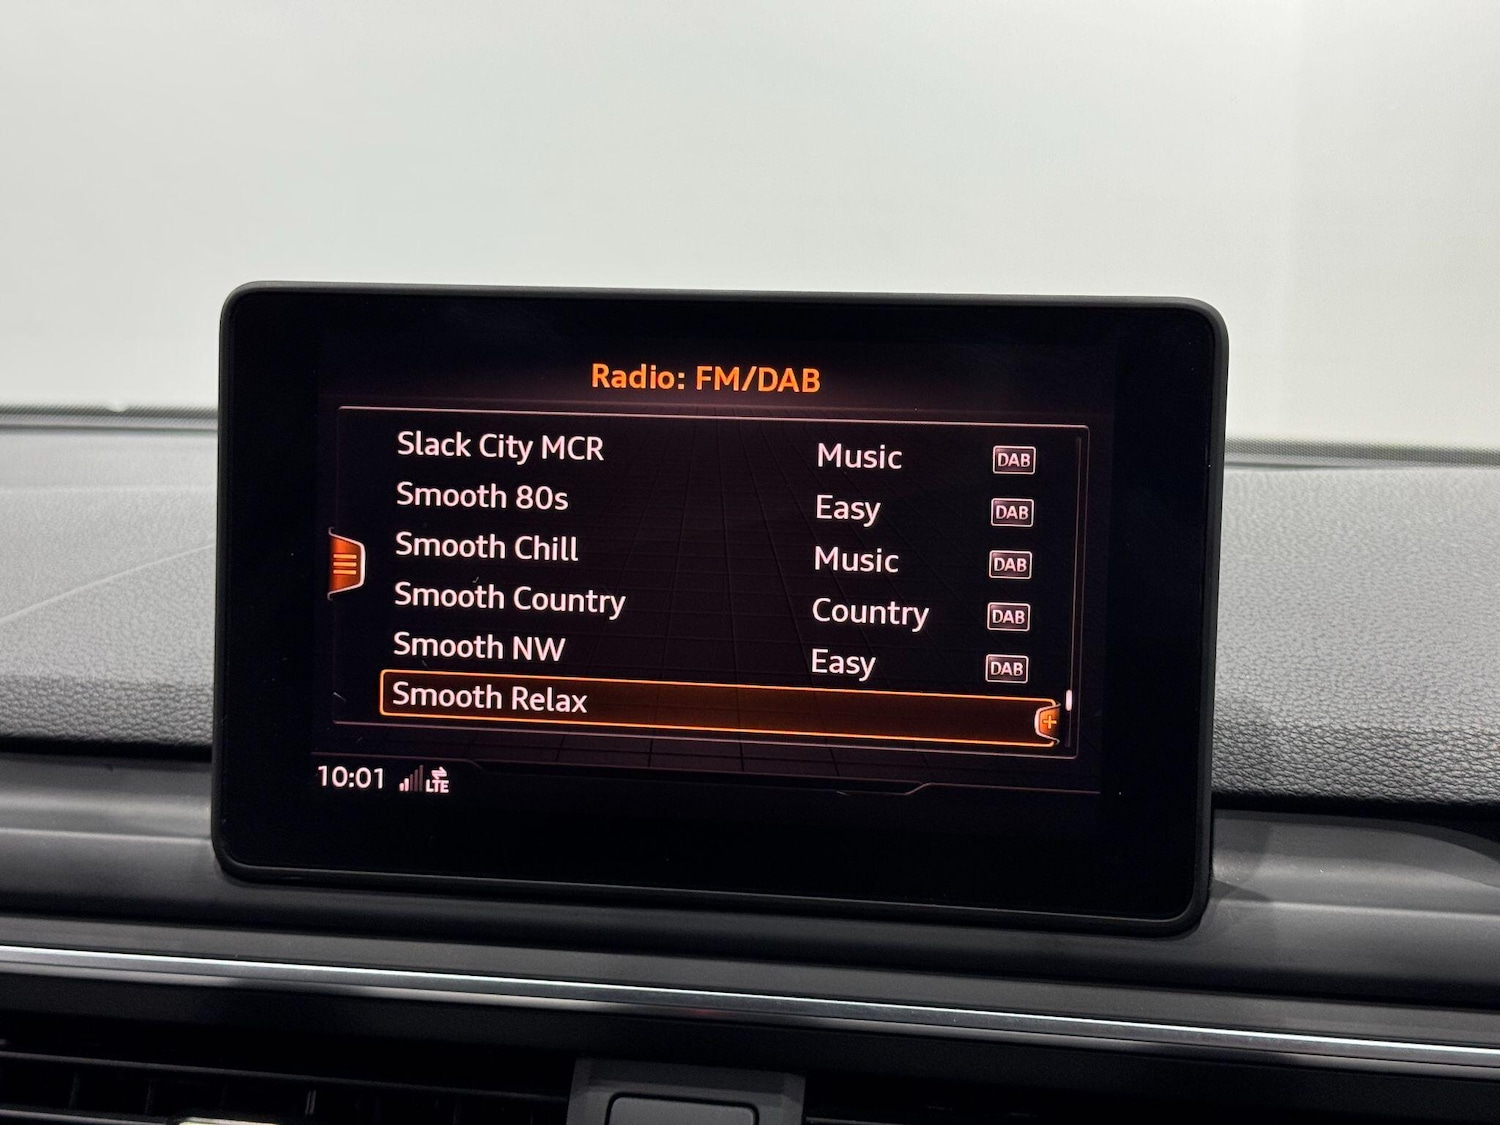 Radio: FM/DAB
Slack City MCR Music DAB
Smooth 80s Easy DAB
Smooth Chill Music DAB
Smooth Country Country DAB
Smooth NW Easy DAB
Smooth Relax
10:01 LTE